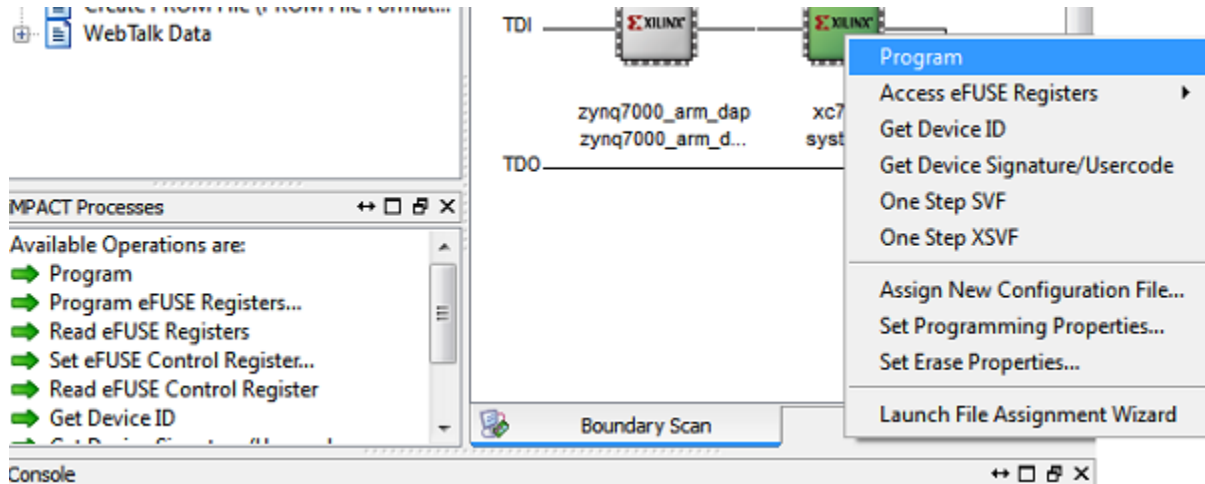 WebTalk Data
TDI
XILINX
XILINX
zynq7000_arm_dap
zynq7000_arm_d...
xc7
syst
TDO
Program
Access eFUSE Registers
Get Device ID
Get Device Signature/Usercode
One Step SVF
One Step XSVF
Assign New Configuration File...
Set Programming Properties...
Set Erase Properties...
Launch File Assignment Wizard
MPACT Processes
Available Operations are:
Program
Program eFUSE Registers...
Read eFUSE Registers
Set eFUSE Control Register...
Read eFUSE Control Register
Get Device ID
Boundary Scan
Console